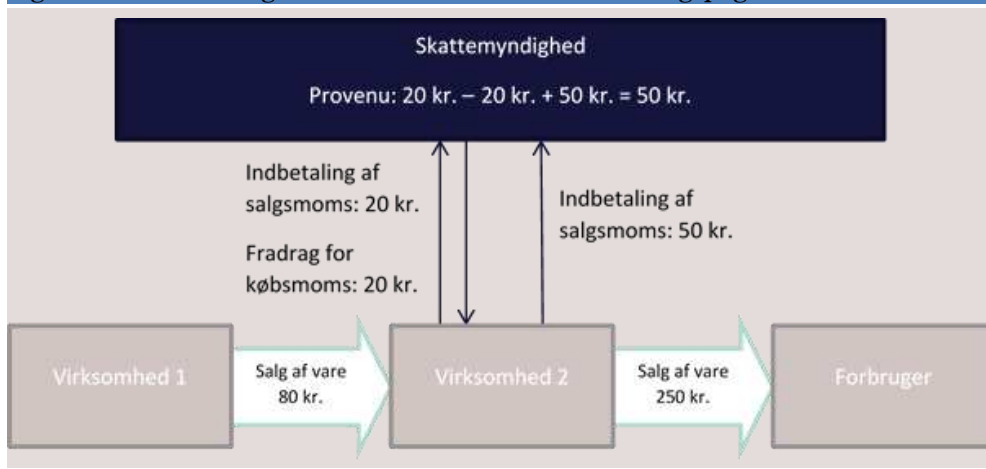 Skattemyndighed
Provenu: 20 kr. – 20 kr. + 50 kr. = 50 kr.
Indbetaling af
salgsmoms: 20 kr.
Fradrag for
købsmoms: 20 kr.
Indbetaling af
salgsmoms: 50 kr.
Virksomhed 1
Salg af vare
80 kr.
Virksomhed 2
Salg af vare
250 kr.
Forbruger